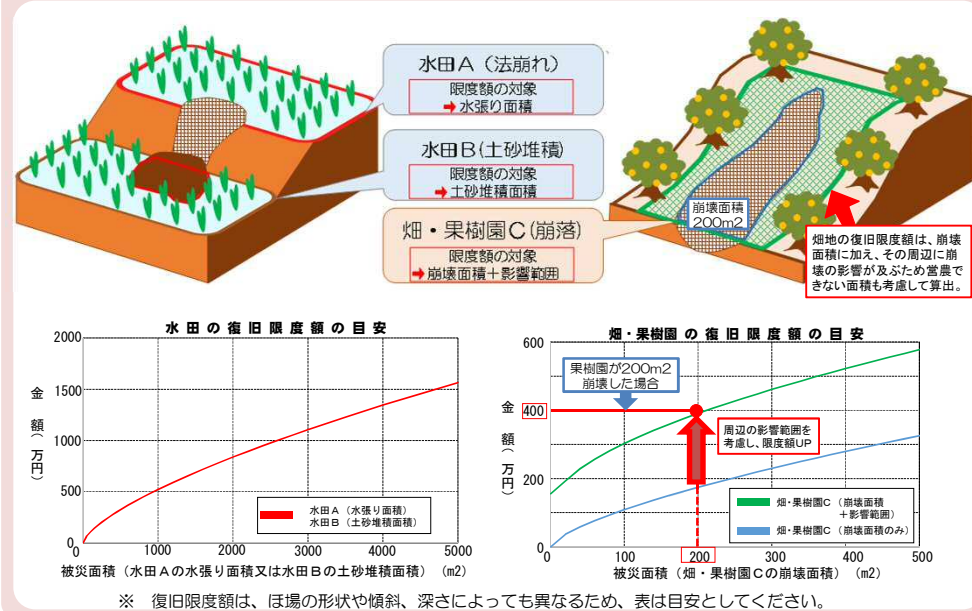 水田A(法崩れ)
限度額の対象
➡水張り面積
水田B(土砂堆積)
限度額の対象
➡土砂堆積面積
畑・果樹園C(崩落)
限度額の対象
➡崩壊面積+影響範囲
崩壊面積
200m2
畑地の復旧限度額は、崩壊
面積に加え、その周辺に崩
壊の影響が及ぶため営農で
きない面積も考慮して算出。
水田の復旧限度額の目安
金額(万円)
2000
1500
1000
500
0
0 1000 2000 3000 4000 5000
水田A(水張り面積)
水田B(土砂堆積面積)
被災面積(水田Aの水張り面積又は水田Bの土砂堆積面積) (m2)
畑・果樹園の復旧限度額の目安
金額(万円)
600
400
200
0
0 100 200 300 400 500
果樹園が200m2
崩壊した場合
周辺の影響範囲を
考慮し、限度額UP
畑・果樹園C(崩壊面積
+影響範囲)
畑・果樹園C(崩壊面積のみ)
被災面積(畑・果樹園Cの崩壊面積) (m2)
※ 復旧限度額は、ほ場の形状や傾斜、深さによっても異なるため、表は目安としてください。